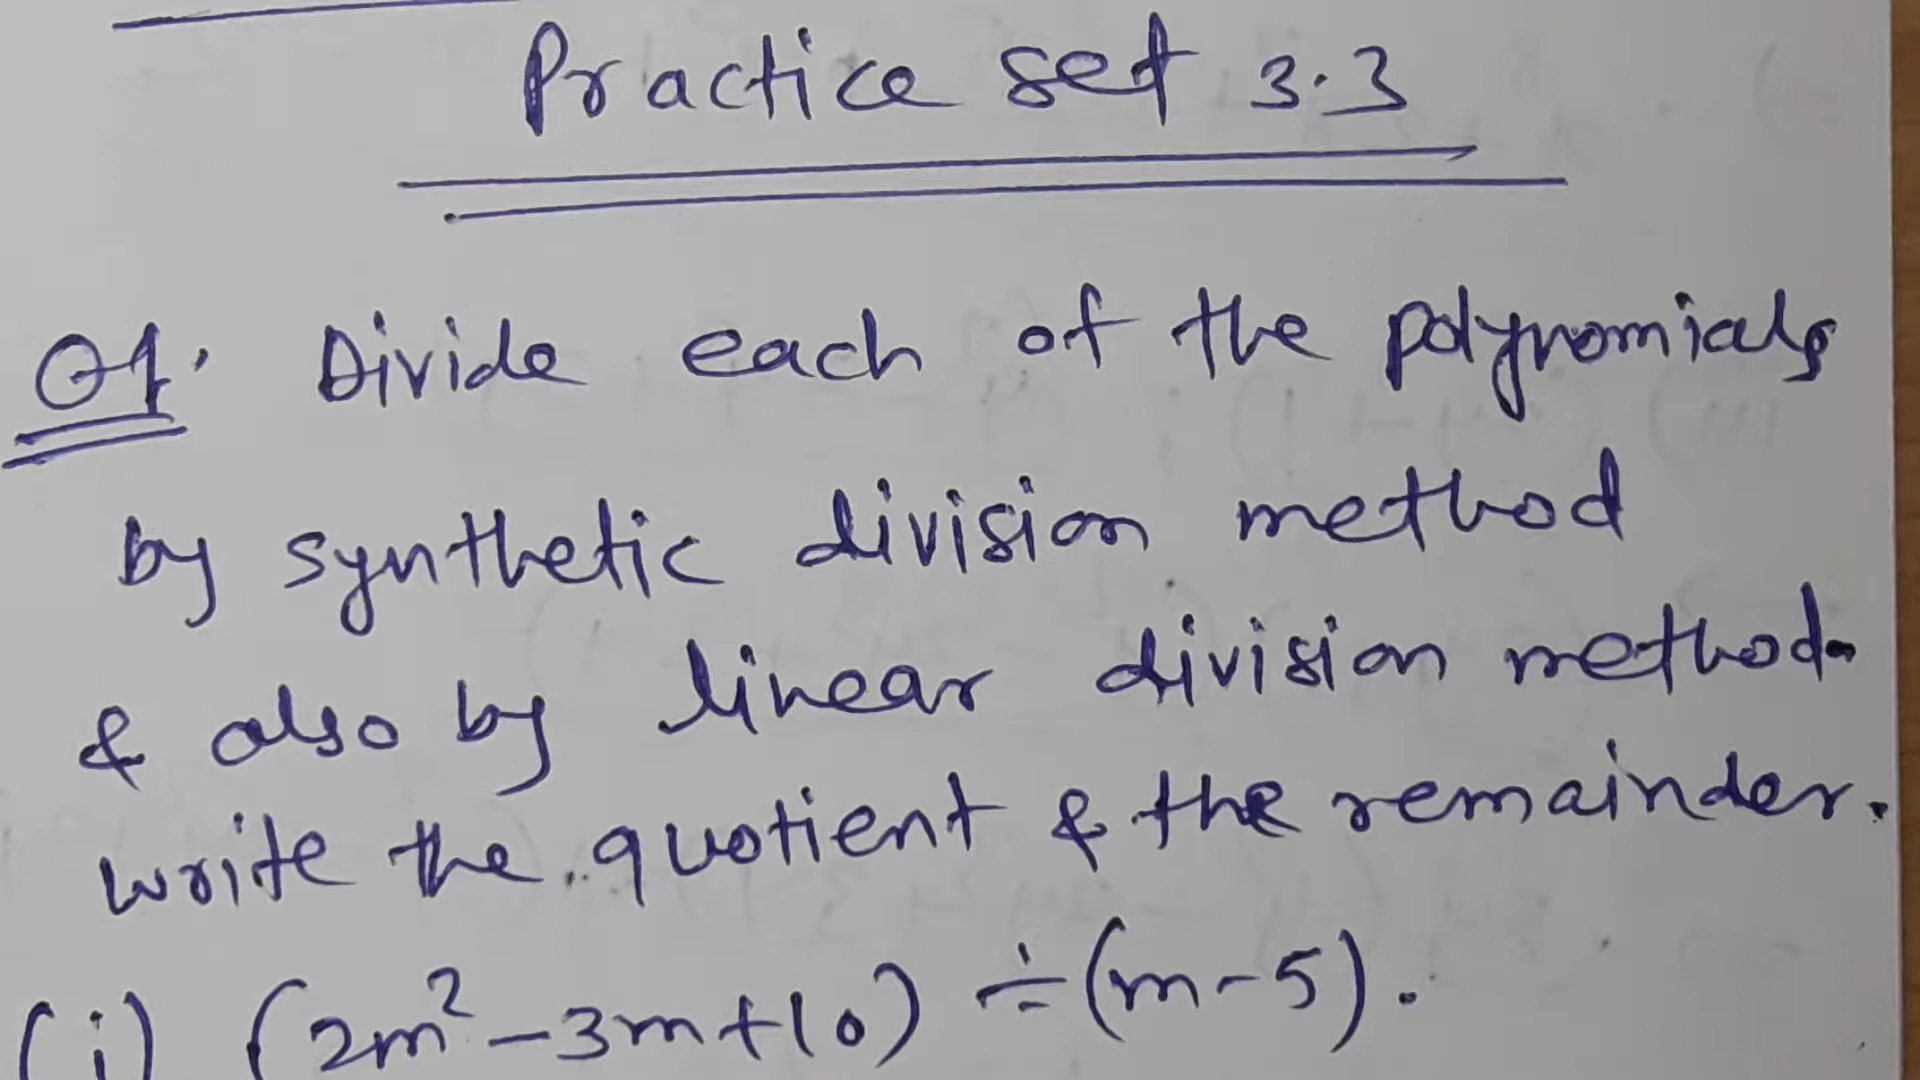 Practice set 3.3
Q1. Divide each of the polynomials
by synthetic division method
& also by linear division method.
write the quotient & the remainder.
(i) (2m² - 3m + 10) ÷ (m - 5).